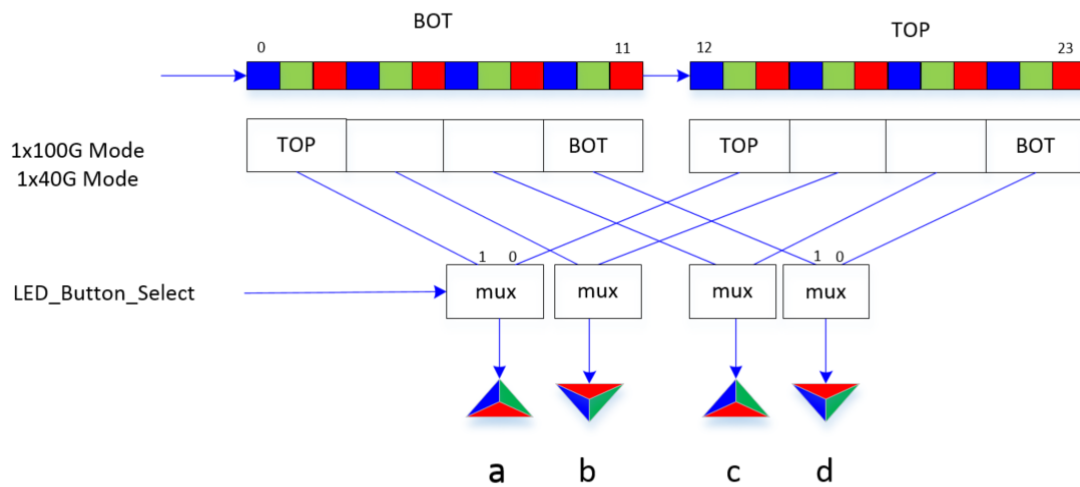 BOT
TOP
0
11
12
23
1x100G Mode
1x40G Mode
TOP
BOT
TOP
BOT
1
0
1
0
LED_Button_Select
mux
mux
mux
mux
a
b
c
d